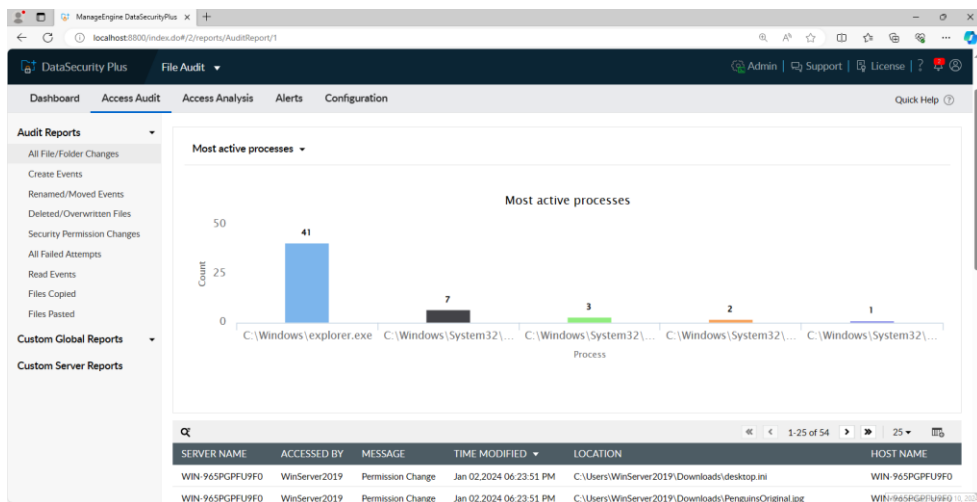 ManageEngine DataSecurityPlus
localhost:8800/index.do#/2/reports/AuditReport/1
DataSecurity Plus
File Audit
Admin | Support | License | ?
Dashboard Access Audit Access Analysis Alerts Configuration
Quick Help
Audit Reports
All File/Folder Changes
Create Events
Renamed/Moved Events
Deleted/Overwritten Files
Security Permission Changes
All Failed Attempts
Read Events
Files Copied
Files Pasted
Custom Global Reports
Custom Server Reports
Most active processes
Most active processes
50
25
0
Count
41
7
3
2
1
C:\Windows\explorer.exe C:\Windows\System32\... C:\Windows\System32\... C:\Windows\System32\... C:\Windows\System32\...
Process
1-25 of 54 25
SERVER NAME ACCESSED BY MESSAGE TIME MODIFIED LOCATION HOST NAME
WIN-965PGPFU9F0 WinServer2019 Permission Change Jan 02,2024 06:23:51 PM C:\Users\WinServer2019\Downloads\desktop.ini WIN-965PGPFU9F0
WIN-965PGPFU9F0 WinServer2019 Permission Change Jan 02,2024 06:23:51 PM C:\Users\WinServer2019\Downloads\PenguinsOriginal.jpg WIN-965PGPFU9F0